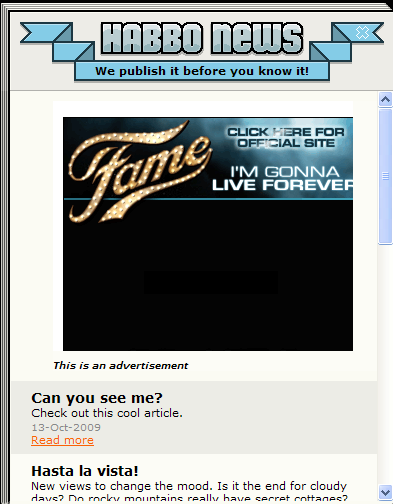 HABBO NEWS
We publish it before you know it!
Fame
CLICK HERE FOR
OFFICIAL SITE
I'M GONNA
LIVE FOREVER
This is an advertisement
Can you see me?
Check out this cool article.
13-Oct-2009
Read more
Hasta la vista!
New views to change the mood. Is it the end for cloudy
days? Do rocky mountains really have secret cottages?